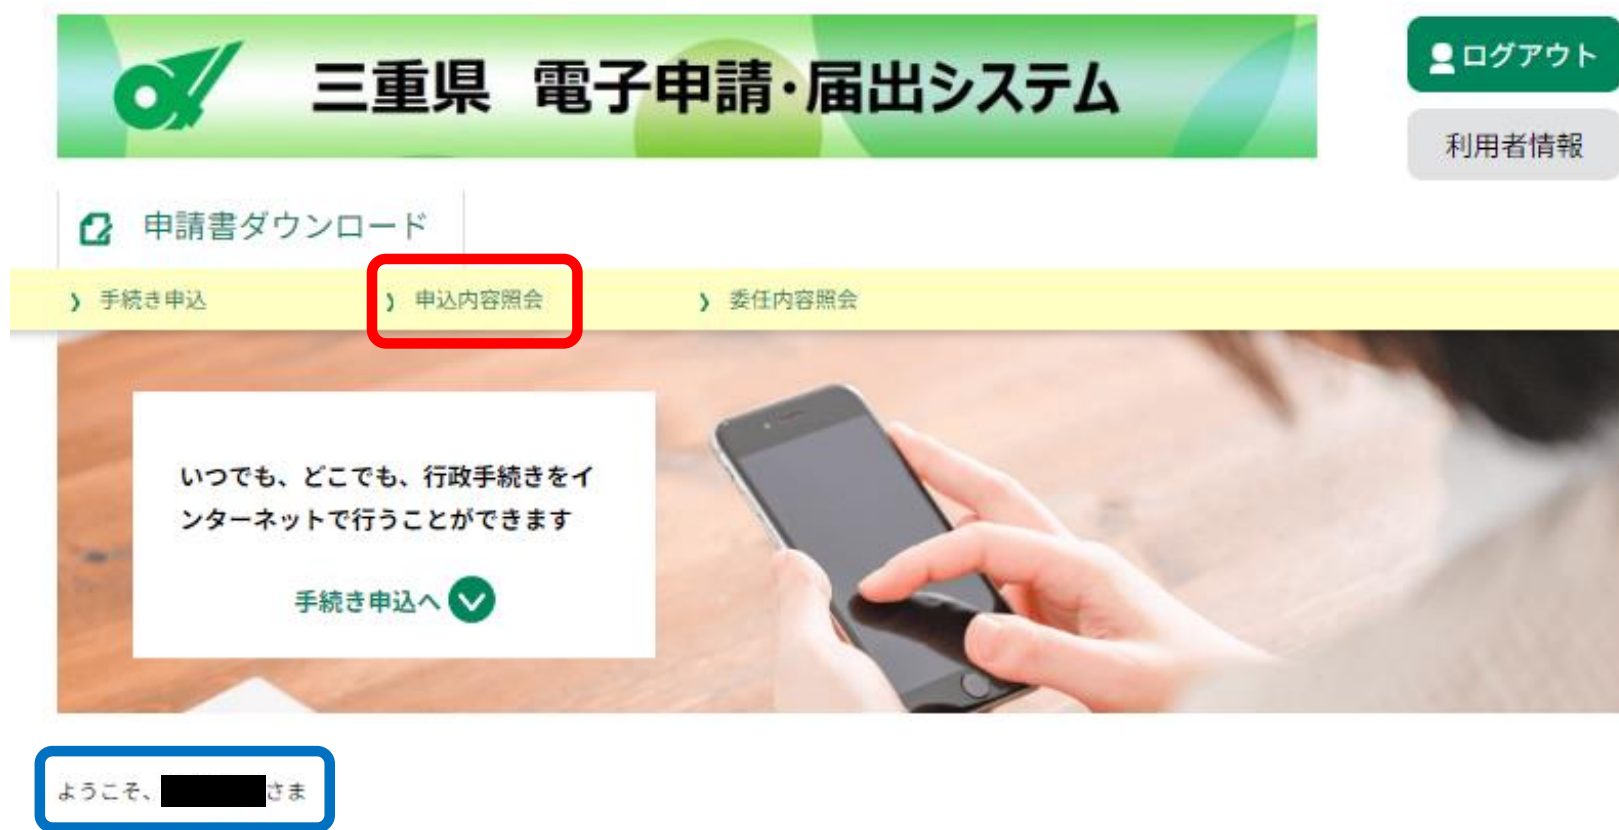 三重県 電子申請・届出システム
ログアウト
利用者情報
申請書ダウンロード
手続き申込
申込内容照会
委任内容照会
いつでも、どこでも、行政手続きをイ
ンターネットで行うことができます
手続き申込へ
ようこそ、 さま